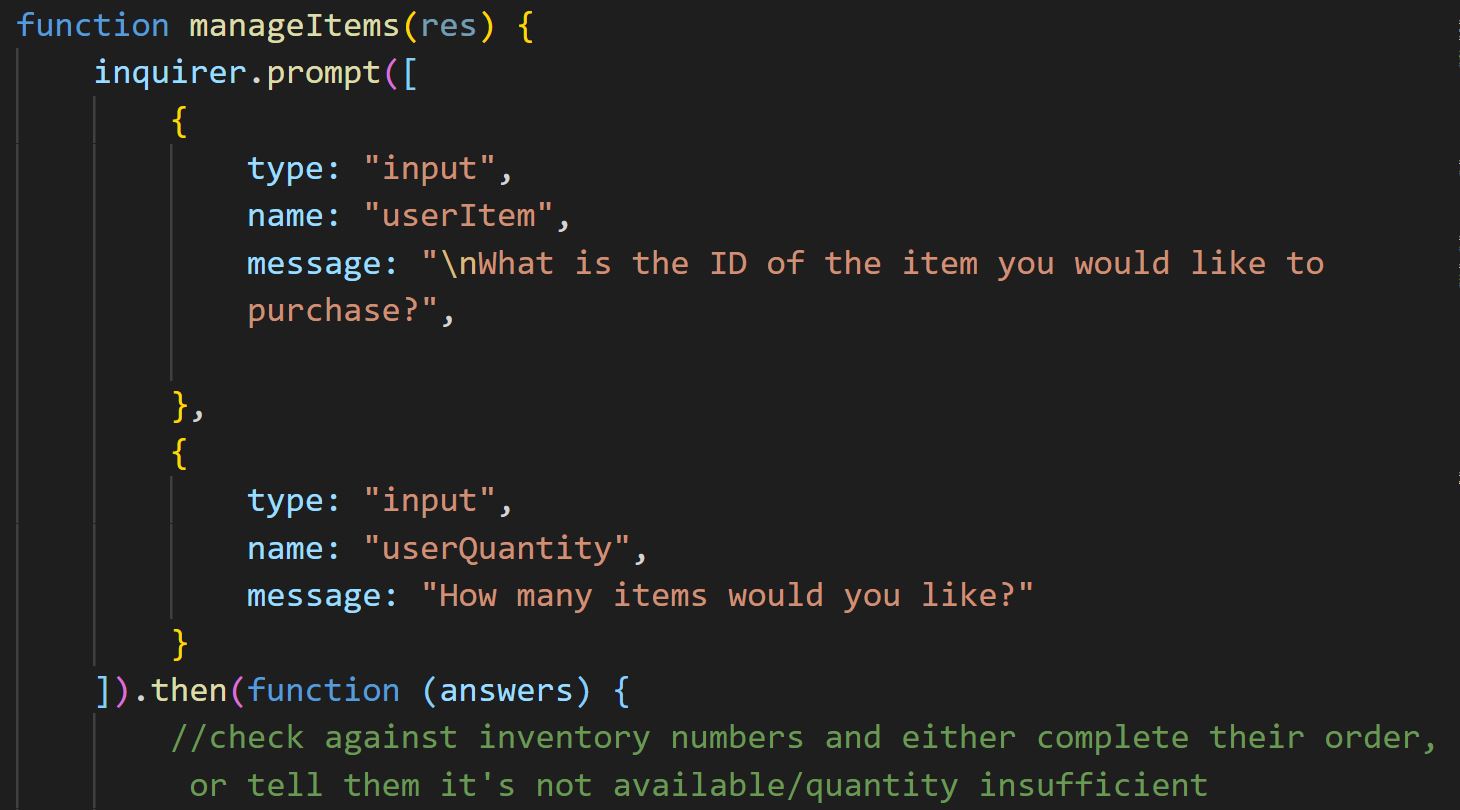 function manageItems(res) {
inquirer.prompt([
{
type: "input",
name: "userItem",
message: "\nWhat is the ID of the item you would like to
purchase?",
},
{
type: "input",
name: "userQuantity",
message: "How many items would you like?"
}
]).then(function (answers) {
//check against inventory numbers and either complete their order,
or tell them it's not available/quantity insufficient